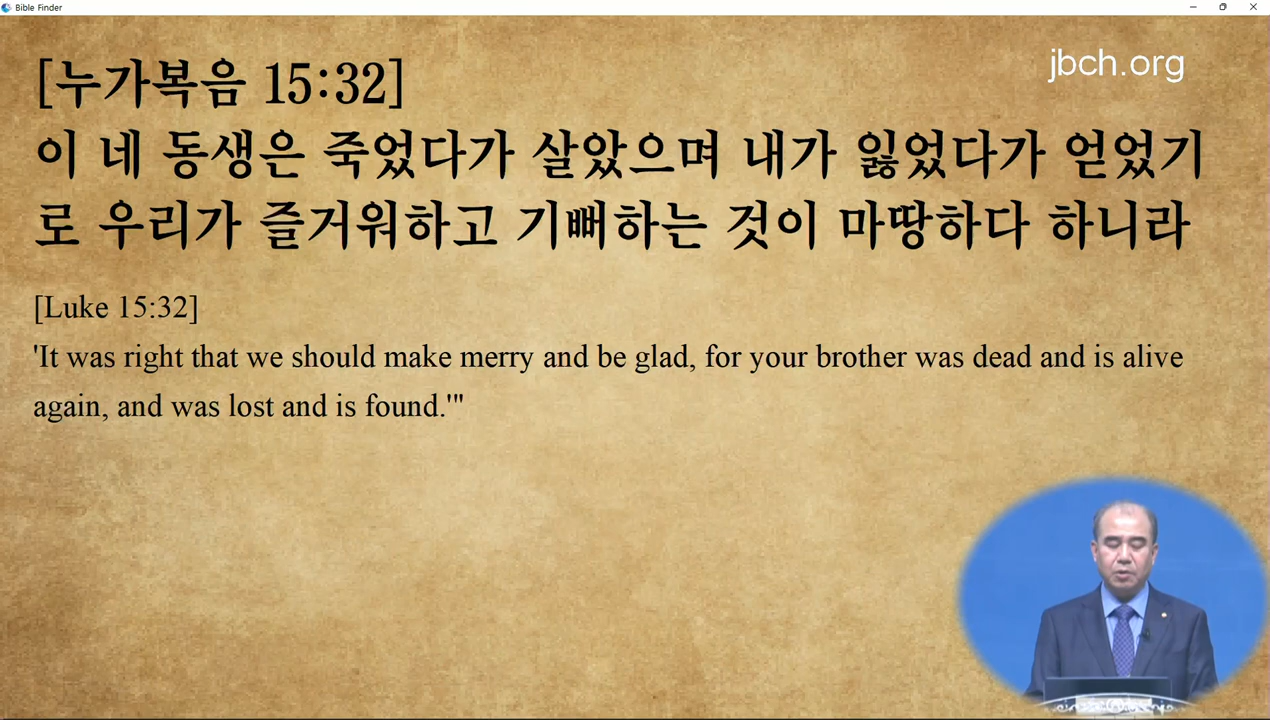 Bible Finder
jbch.org
[누가복음 15:32]
이 네 동생은 죽었다가 살았으며 내가 잃었다가 얻었기
로 우리가 즐거워하고 기뻐하는 것이 마땅하다 하니라
[Luke 15:32]
'It was right that we should make merry and be glad, for your brother was dead and is alive
again, and was lost and is found.'"